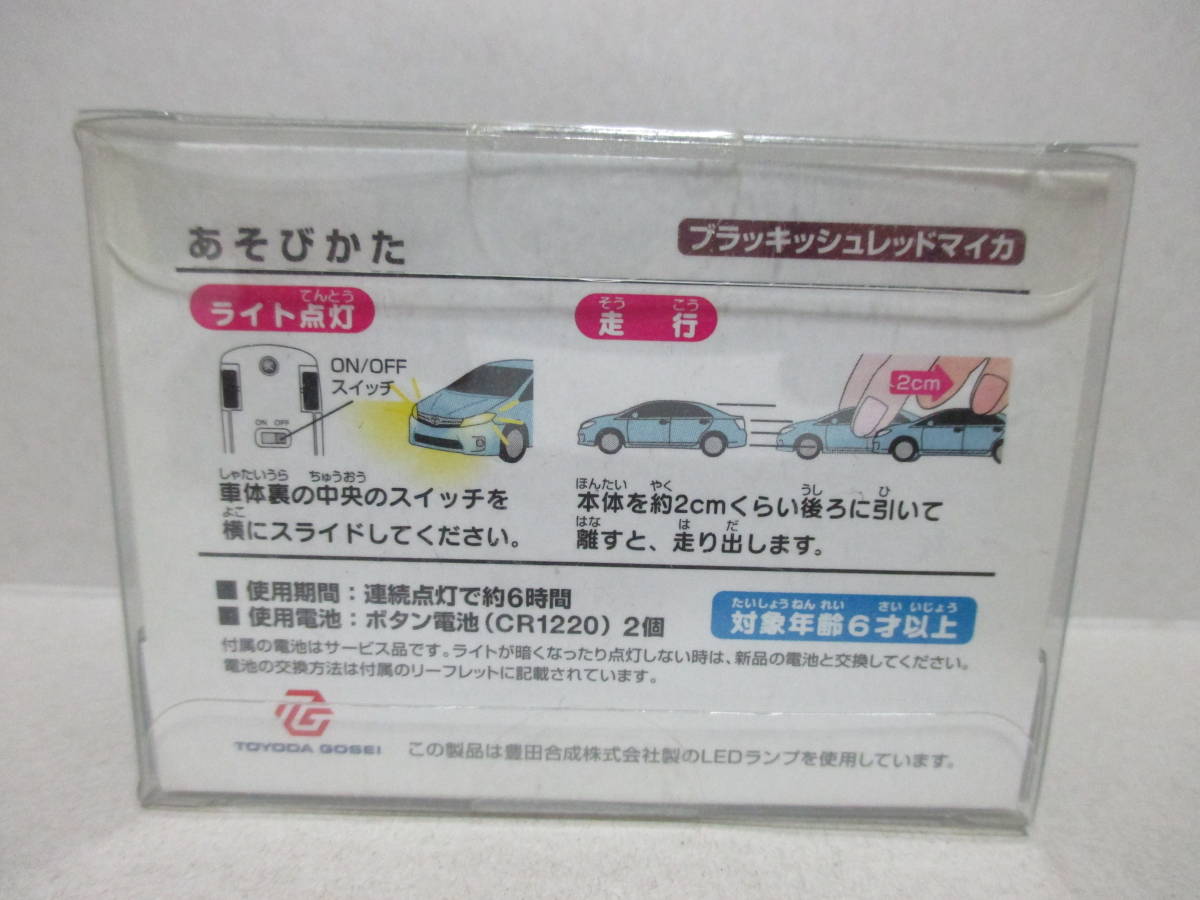 あそびかた
ブラッキッシュレッドマイカ
てんとう
ライト点灯
ON/OFF
スイッチ
ON OFF
しゃたいうら ちゅうおう
車体裏の中央のスイッチを
よこ
横にスライドしてください。
そう こう
走行
2cm
ほんたい やく うし ひ
本体を約2cmくらい後ろに引いて
はな は だ
離すと、走り出します。
■ 使用期間：連続点灯で約6時間
■ 使用電池：ボタン電池（CR1220）2個
たいしょうねんれい さいいじょう
対象年齢6才以上
付属の電池はサービス品です。ライトが暗くなったり点灯しない時は、新品の電池と交換してください。
電池の交換方法は付属のリーフレットに記載されています。
TG
TOYODA GOSEI
この製品は豊田合成株式会社製のLEDランプを使用しています。